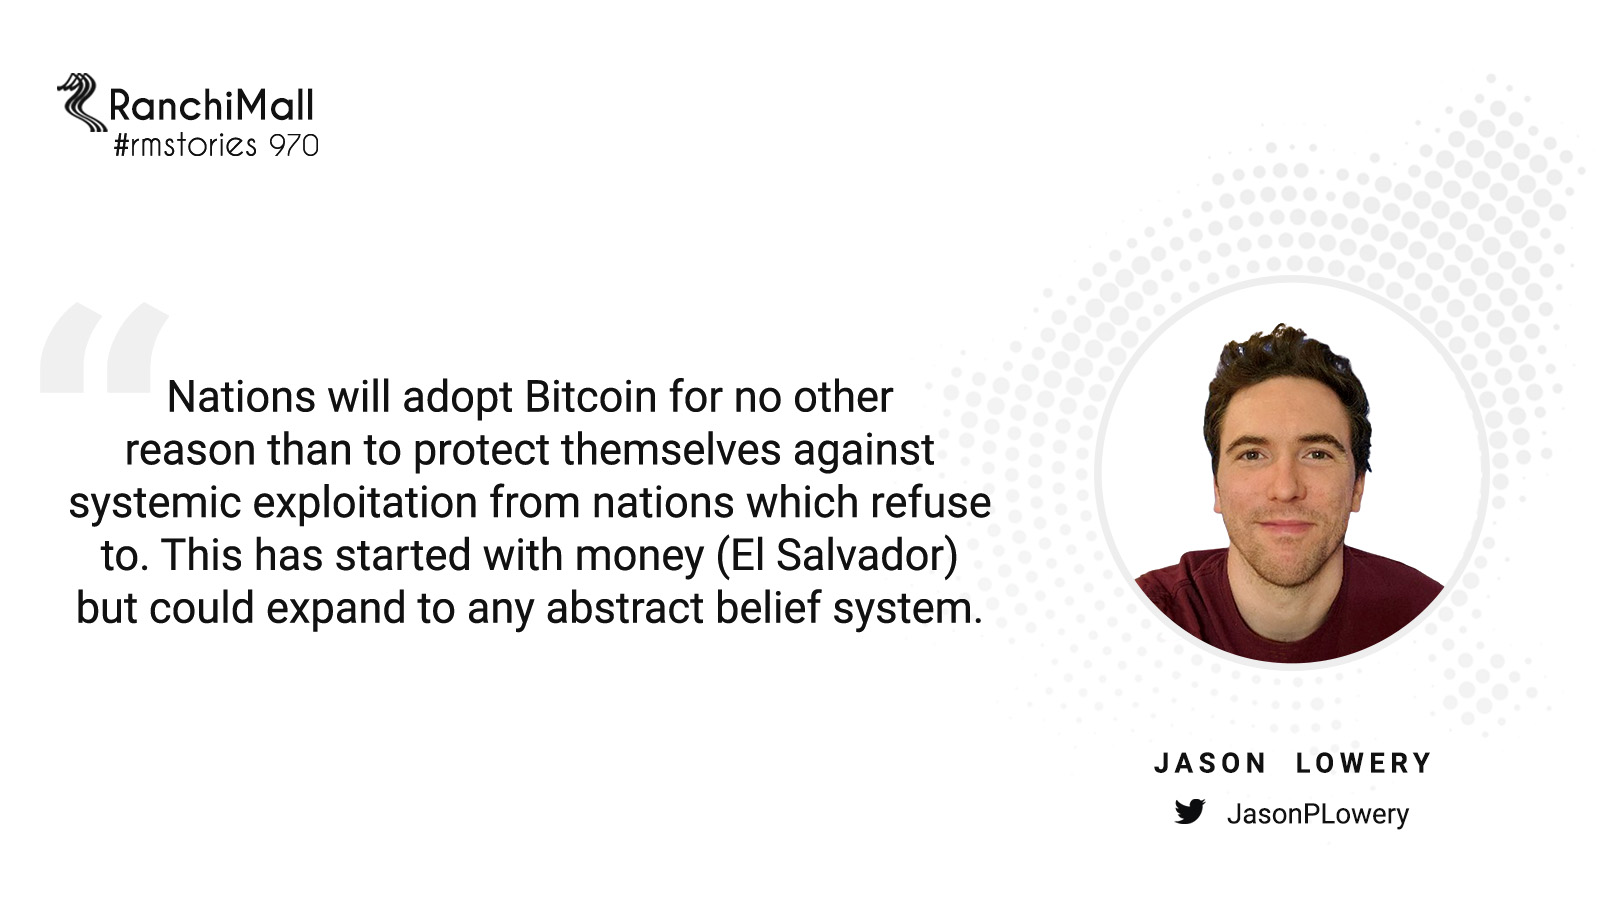 RanchiMall
#rmstories 970
“
Nations will adopt Bitcoin for no other
reason than to protect themselves against
systemic exploitation from nations which refuse
to. This has started with money (El Salvador)
but could expand to any abstract belief system.
JASON LOWERY
JasonPLowery